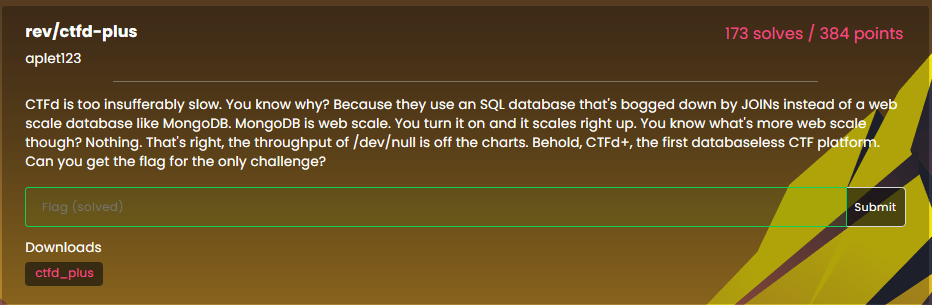 rev/ctfd-plus
173 solves / 384 points
aplet123
CTFd is too insufferably slow. You know why? Because they use an SQL database that's bogged down by JOINs instead of a web
scale database like MongoDB. MongoDB is web scale. You turn it on and it scales right up. You know what's more web scale
though? Nothing. That's right, the throughput of /dev/null is off the charts. Behold, CTFd+, the first databaseless CTF platform.
Can you get the flag for the only challenge?
Flag (solved)
Submit
Downloads
ctfd_plus